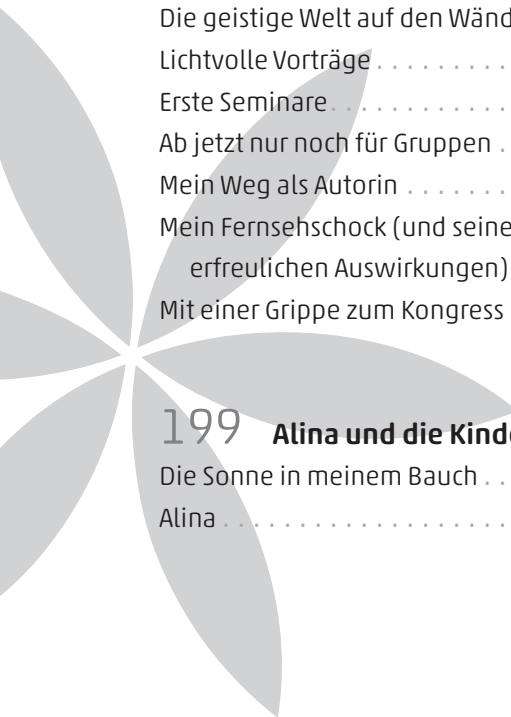 Die geistige Welt auf den
Lichtvolle Vorträge . . . . . . . . .
Erste Seminare . . . . . . . . . . . .
Ab jetzt nur noch für Gruppen .
Mein Weg als Autorin . . . . . . .
Mein Fernsehschock (und seine
erfreulichen Auswirkungen)
Mit einer Grippe zum Kongress
199 Alina und die
Die Sonne in meinem Bauch . .
Alina . . . . . . . . . . . . . . . . . . .